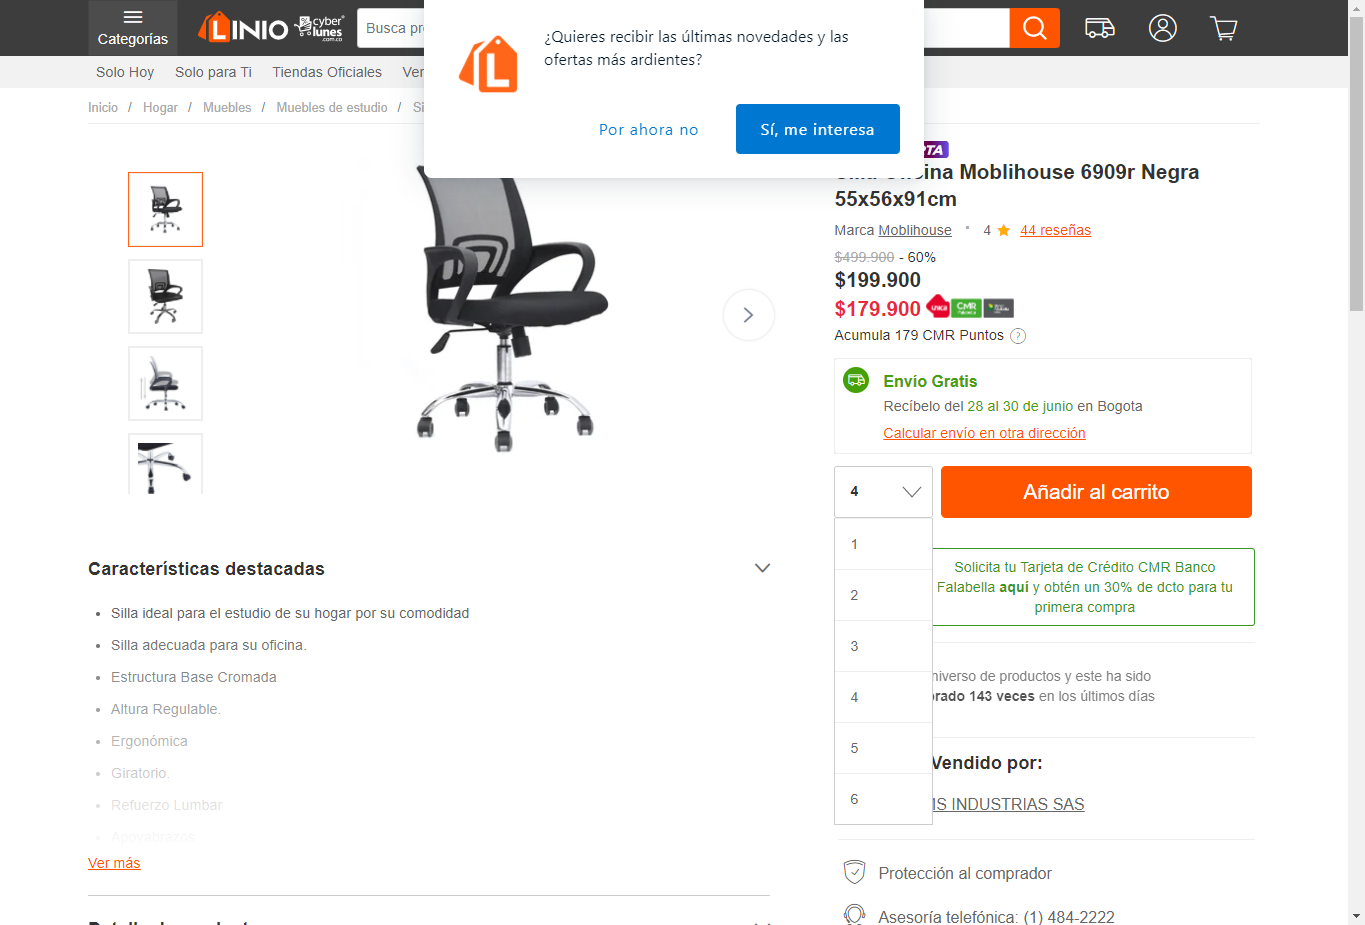 Categorías
LINIO
cyber
lunes
.com.co
Busca pr
¿Quieres recibir las últimas novedades y las
ofertas más ardientes?
Por ahora no
Sí, me interesa
Solo Hoy
Solo para Ti
Tiendas Oficiales
Ver
Inicio / Hogar / Muebles / Muebles de estudio / Si
Oficina Moblihouse 6909r Negra
55x56x91cm
Marca Moblihouse
4
44 reseñas
$499.900 - 60%
$199.900
$179.900
CMR
Acumula 179 CMR Puntos ?
Envío Gratis
Recíbelo del 28 al 30 de junio en Bogota
Calcular envío en otra dirección
4
Añadir al carrito
1
2
3
4
5
6
Solicita tu Tarjeta de Crédito CMR Banco
Falabella aquí y obtén un 30% de dcto para tu
primera compra
niverso de productos y este ha sido
prado 143 veces en los últimos días
Vendido por:
IS INDUSTRIAS SAS
Protección al comprador
Asesoría telefónica: (1) 484-2222
Características destacadas
• Silla ideal para el estudio de su hogar por su comodidad
• Silla adecuada para su oficina.
• Estructura Base Cromada
• Altura Regulable.
• Ergonómica
• Giratorio.
• Refuerzo Lumbar
• Apoyabrazos
Ver más